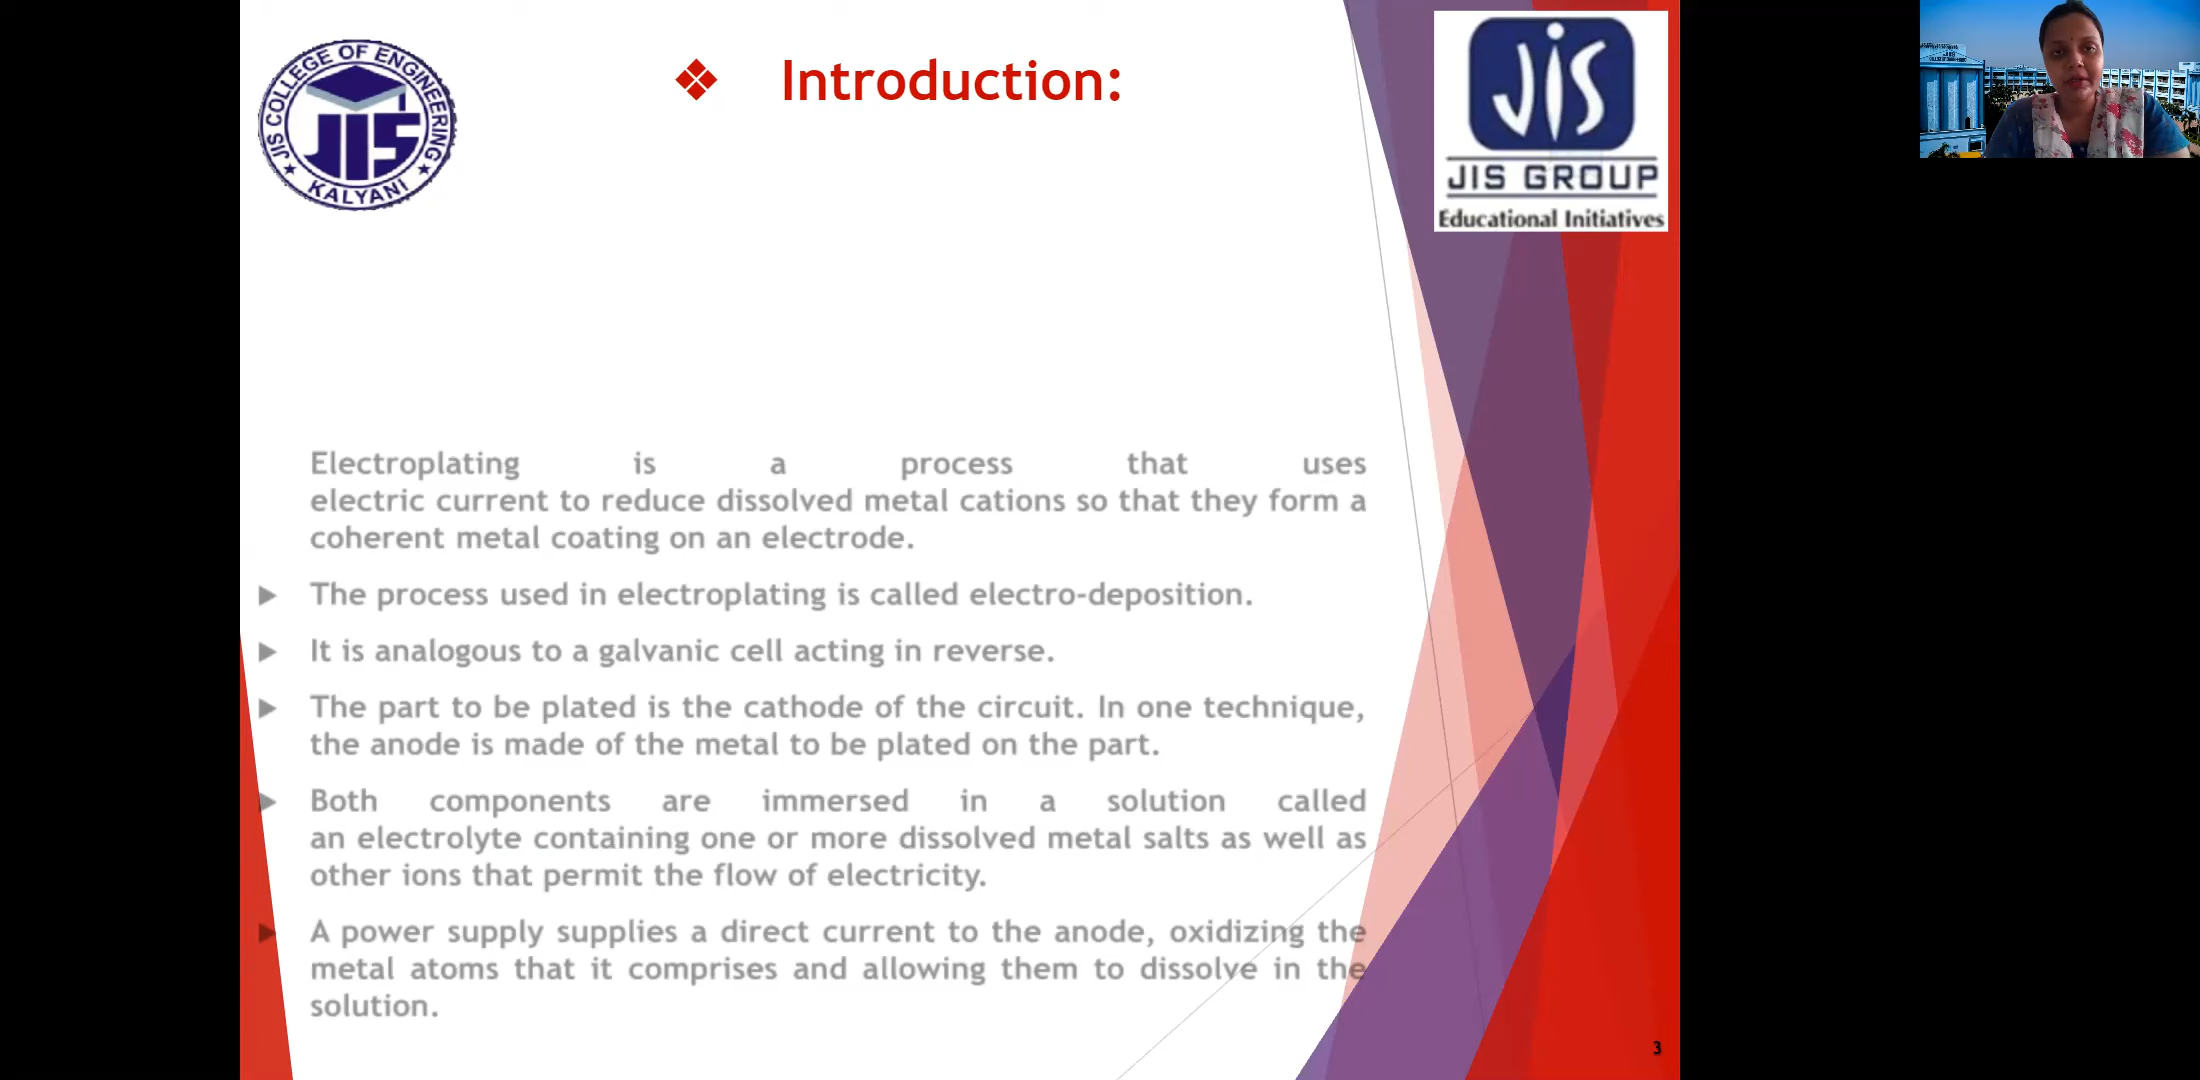 JIS COLLEGE OF ENGINEERING
JIS
KALYANI
❖ Introduction:
JIS
JIS GROUP
Educational Initiatives
Electroplating is a process that uses
electric current to reduce dissolved metal cations so that they form a
coherent metal coating on an electrode.
The process used in electroplating is called electro-deposition.
It is analogous to a galvanic cell acting in reverse.
The part to be plated is the cathode of the circuit. In one technique,
the anode is made of the metal to be plated on the part.
Both components are immersed in a solution called
an electrolyte containing one or more dissolved metal salts as well as
other ions that permit the flow of electricity.
A power supply supplies a direct current to the anode, oxidizing the
metal atoms that it comprises and allowing them to dissolve in the
solution.
3